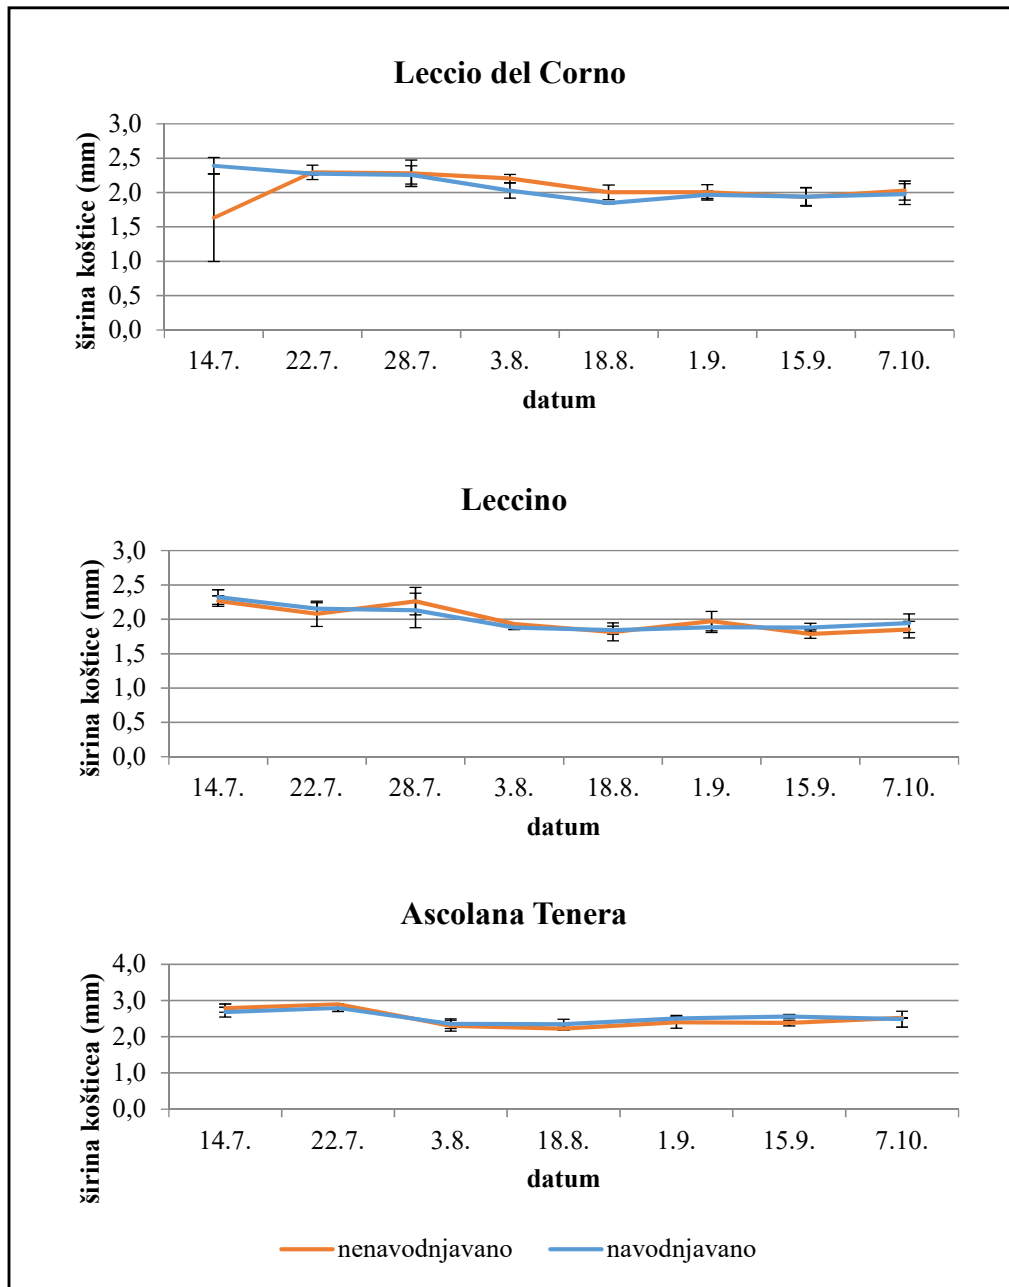 Leccio del Corno
širina koštice (mm)
3,0
2,5
2,0
1,5
1,0
0,5
0,0
14.7. 22.7. 28.7. 3.8. 18.8. 1.9. 15.9. 7.10.
datum
Leccino
širina koštice (mm)
3,0
2,5
2,0
1,5
1,0
0,5
0,0
14.7. 22.7. 28.7. 3.8. 18.8. 1.9. 15.9. 7.10.
datum
Ascolana Tenera
širina košticea (mm)
4,0
3,0
2,0
1,0
0,0
14.7. 22.7. 3.8. 18.8. 1.9. 15.9. 7.10.
datum
nenavodnjavano navodnjavano